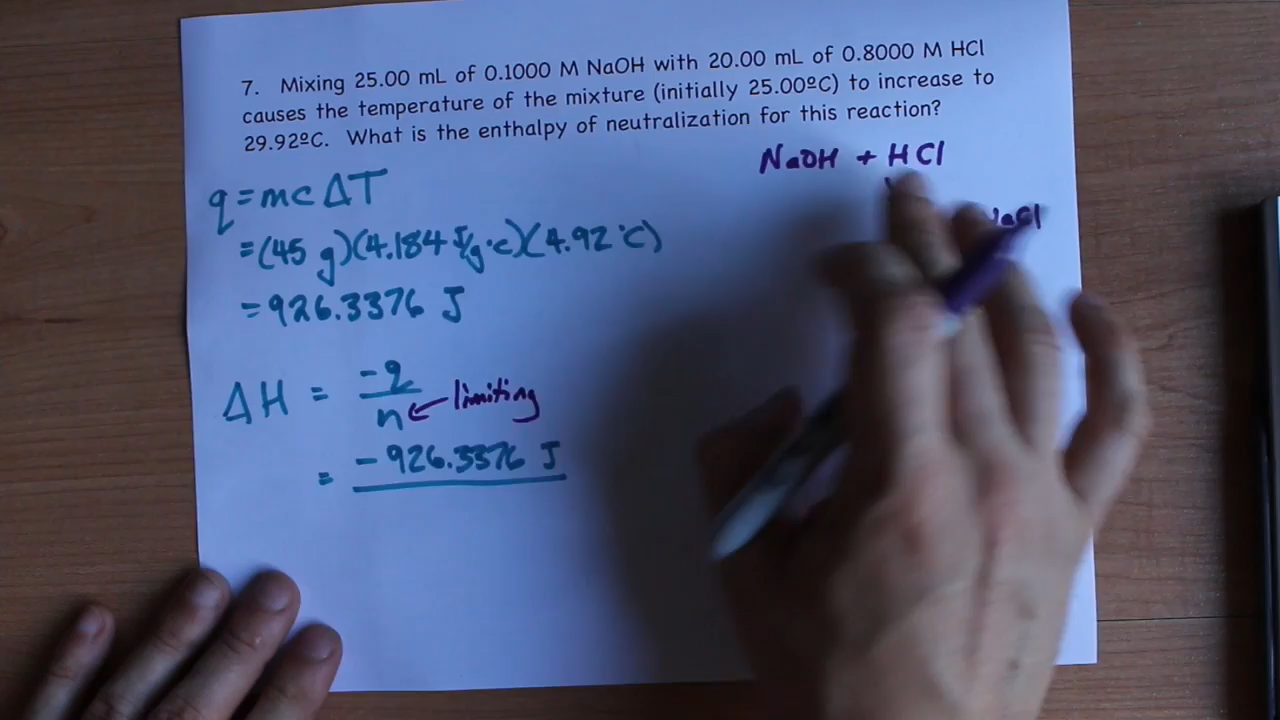 7. Mixing 25.00 mL of 0.1000 M NaOH with 20.00 mL of 0.8000 M HCl
causes the temperature of the mixture (initially 25.00ºC) to increase to
29.92ºC. What is the enthalpy of neutralization for this reaction?
NaOH + HCl
q = mcΔT
NaCl
= (45 g)(4.184 J/g·°C)(4.92 °C)
= 926.3376 J
ΔH = -q/n ← limiting
= -926.3376 J